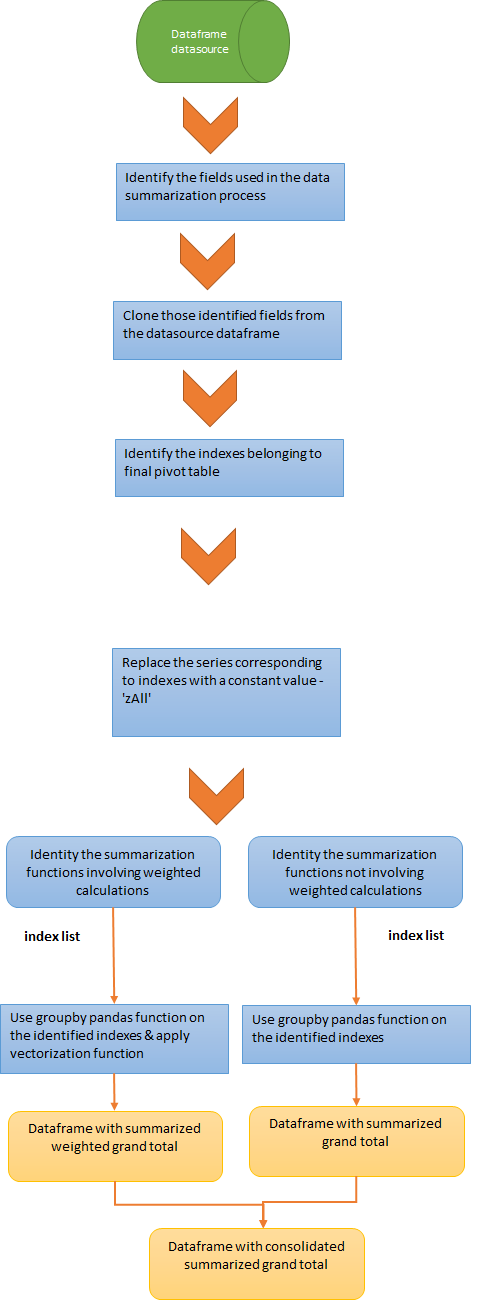 Dataframe
datasource
Identify the fields used in the data
summarization process
Clone those identified fields from
the datasource dataframe
Identify the indexes belonging to
final pivot table
Replace the series corresponding
to indexes with a constant value -
'zAll'
Identity the summarization
functions involving weighted
calculations
Identity the summarization
functions not involving
weighted calculations
index list
index list
Use groupby pandas function on
the identified indexes & apply
vectorization function
Use groupby pandas function on
the identified indexes
Dataframe with summarized
weighted grand total
Dataframe with summarized
grand total
Dataframe with consolidated
summarized grand total